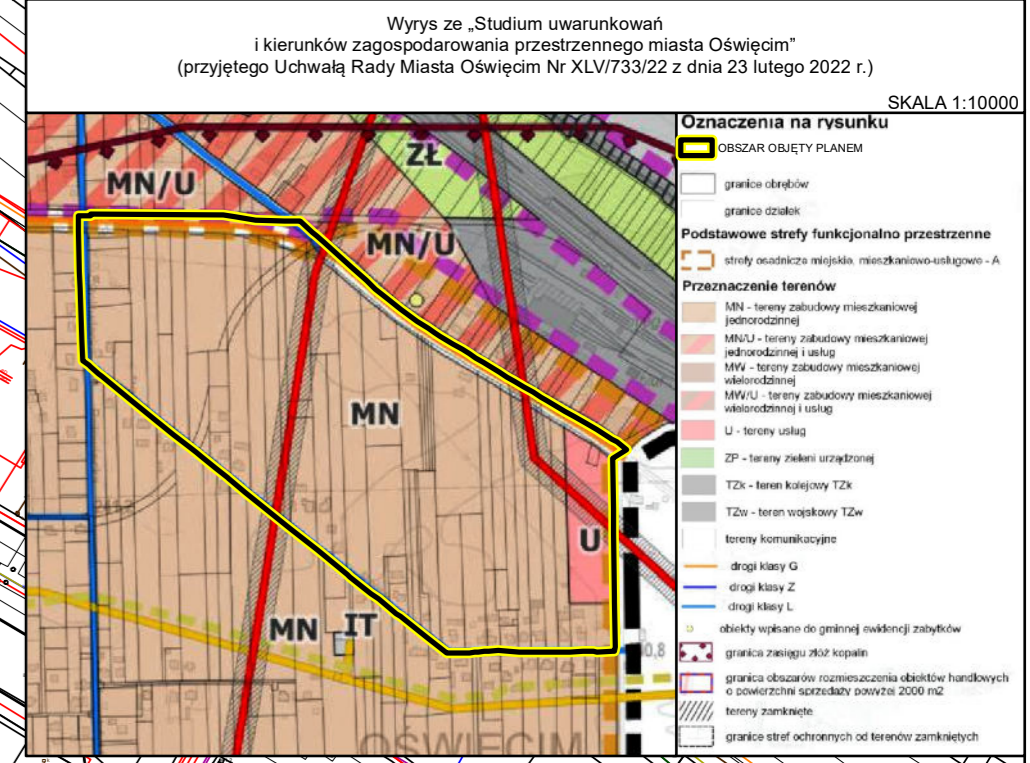 Wyrys ze „Studium uwarunkowań
i kierunków zagospodarowania przestrzennego miasta Oświęcim”
(przyjętego Uchwałą Rady Miasta Oświęcim Nr XLV/733/22 z dnia 23 lutego 2022 r.)
SKALA 1:10000
ZŁ
MN/U
MN/U
MN
U
MN IT
OŚWIĘCIM
Oznaczenia na rysunku
OBSZAR OBJĘTY PLANEM
granice obrębów
granice działek
Podstawowe strefy funkcjonalno przestrzenne
strefy osadnicze miejskie, mieszkaniowo-usługowe - A
Przeznaczenie terenów
MN - tereny zabudowy mieszkaniowej
jednorodzinnej
MN/U - tereny zabudowy mieszkaniowej
jednorodzinnej i usług
MW - tereny zabudowy mieszkaniowej
wielorodzinnej
MW/U - tereny zabudowy mieszkaniowej
wielorodzinnej i usług
U - tereny usług
ZP - tereny zieleni urządzonej
TZk - teren kolejowy TZk
TZw - teren wojskowy TZw
tereny komunikacyjne
drogi klasy G
drogi klasy Z
drogi klasy L
obiekty wpisane do gminnej ewidencji zabytków
granica zasięgu złóż kopalin
granica obszarów rozmieszczenia obiektów handlowych
o powierzchni sprzedaży powyżej 2000 m2
tereny zamknięte
granice stref ochronnych od terenów zamkniętych